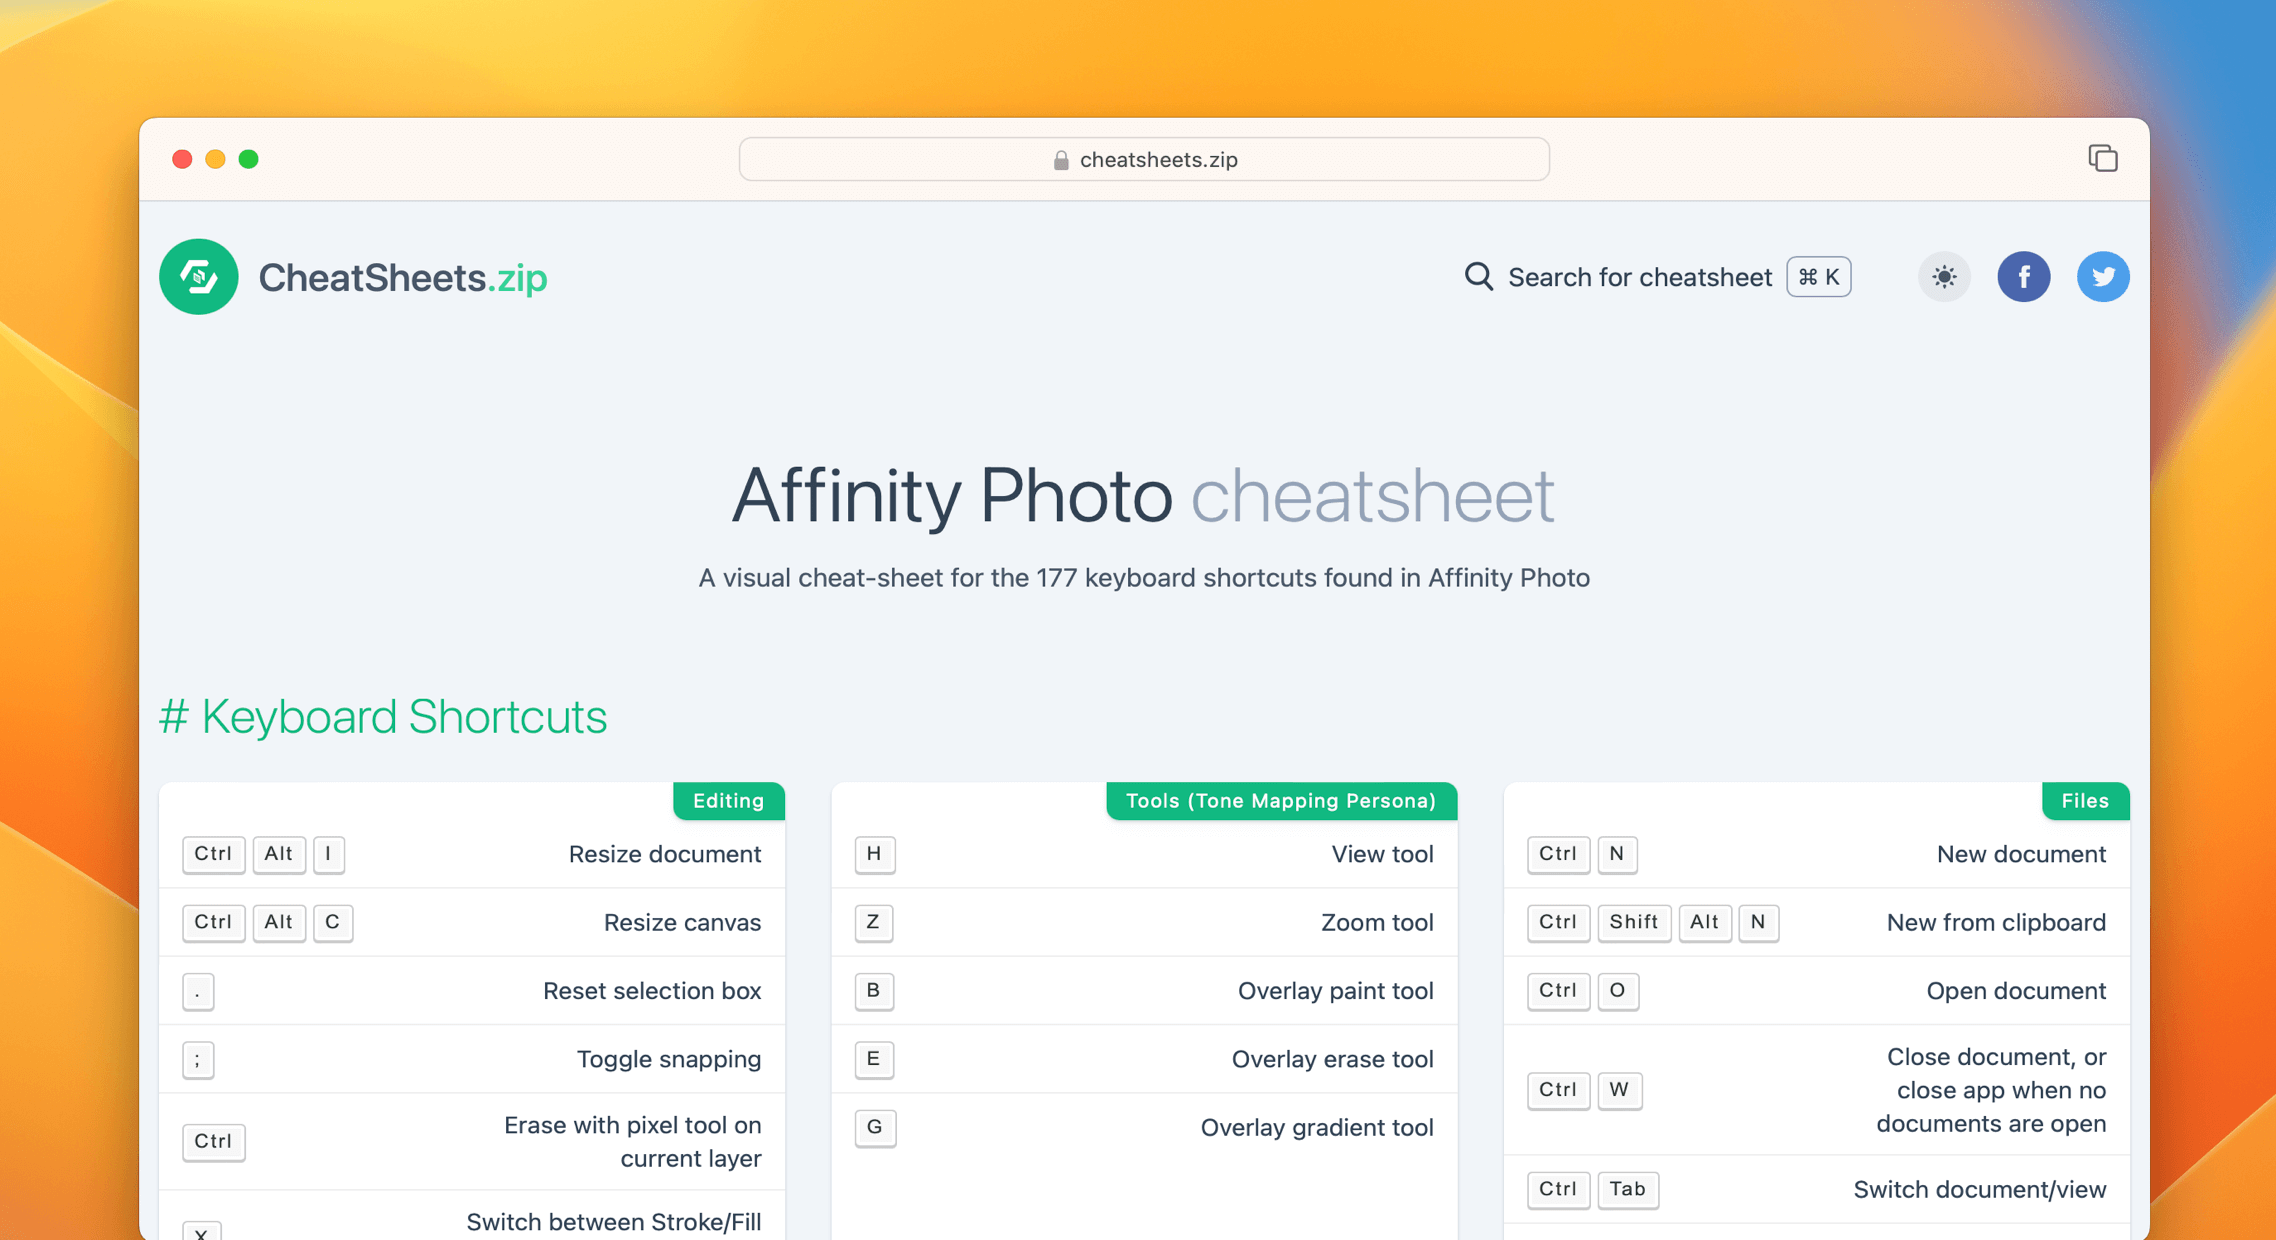 cheatsheets.zip
CheatSheets.zip
Search for cheatsheet ⌘ K
f
Affinity Photo cheatsheet
A visual cheat-sheet for the 177 keyboard shortcuts found in Affinity Photo
# Keyboard Shortcuts
Editing
Ctrl Alt I Resize document
Ctrl Alt C Resize canvas
. Reset selection box
; Toggle snapping
Ctrl Erase with pixel tool on
current layer
X Switch between Stroke/Fill
Tools (Tone Mapping Persona)
H View tool
Z Zoom tool
B Overlay paint tool
E Overlay erase tool
G Overlay gradient tool
Files
Ctrl N New document
Ctrl Shift Alt N New from clipboard
Ctrl O Open document
Ctrl W Close document, or
close app when no
documents are open
Ctrl Tab Switch document/view